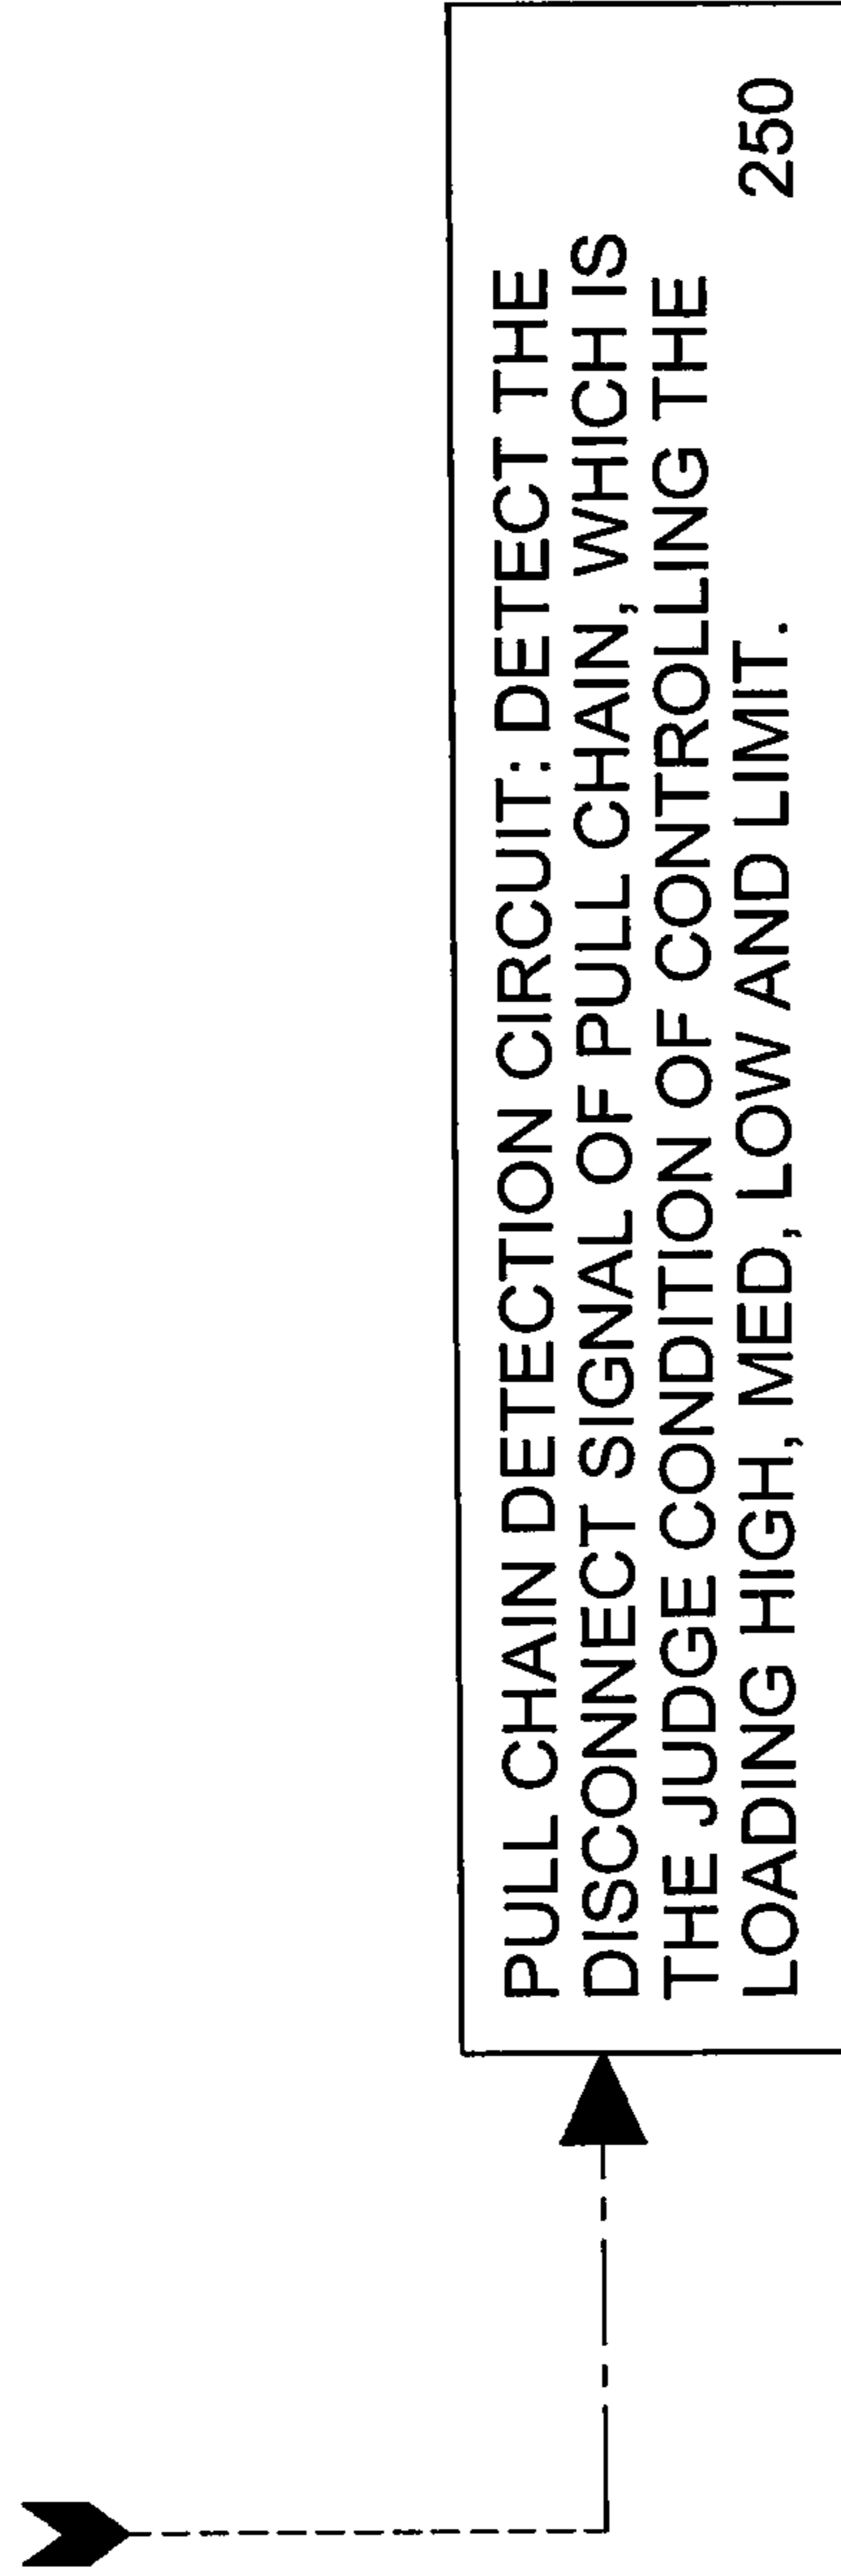 PULL CHAIN DETECTION CIRCUIT: DETECT THE
DISCONNECT SIGNAL OF PULL CHAIN, WHICH IS
THE JUDGE CONDITION OF CONTROLLING THE
LOADING HIGH, MED, LOW AND LIMIT. 250